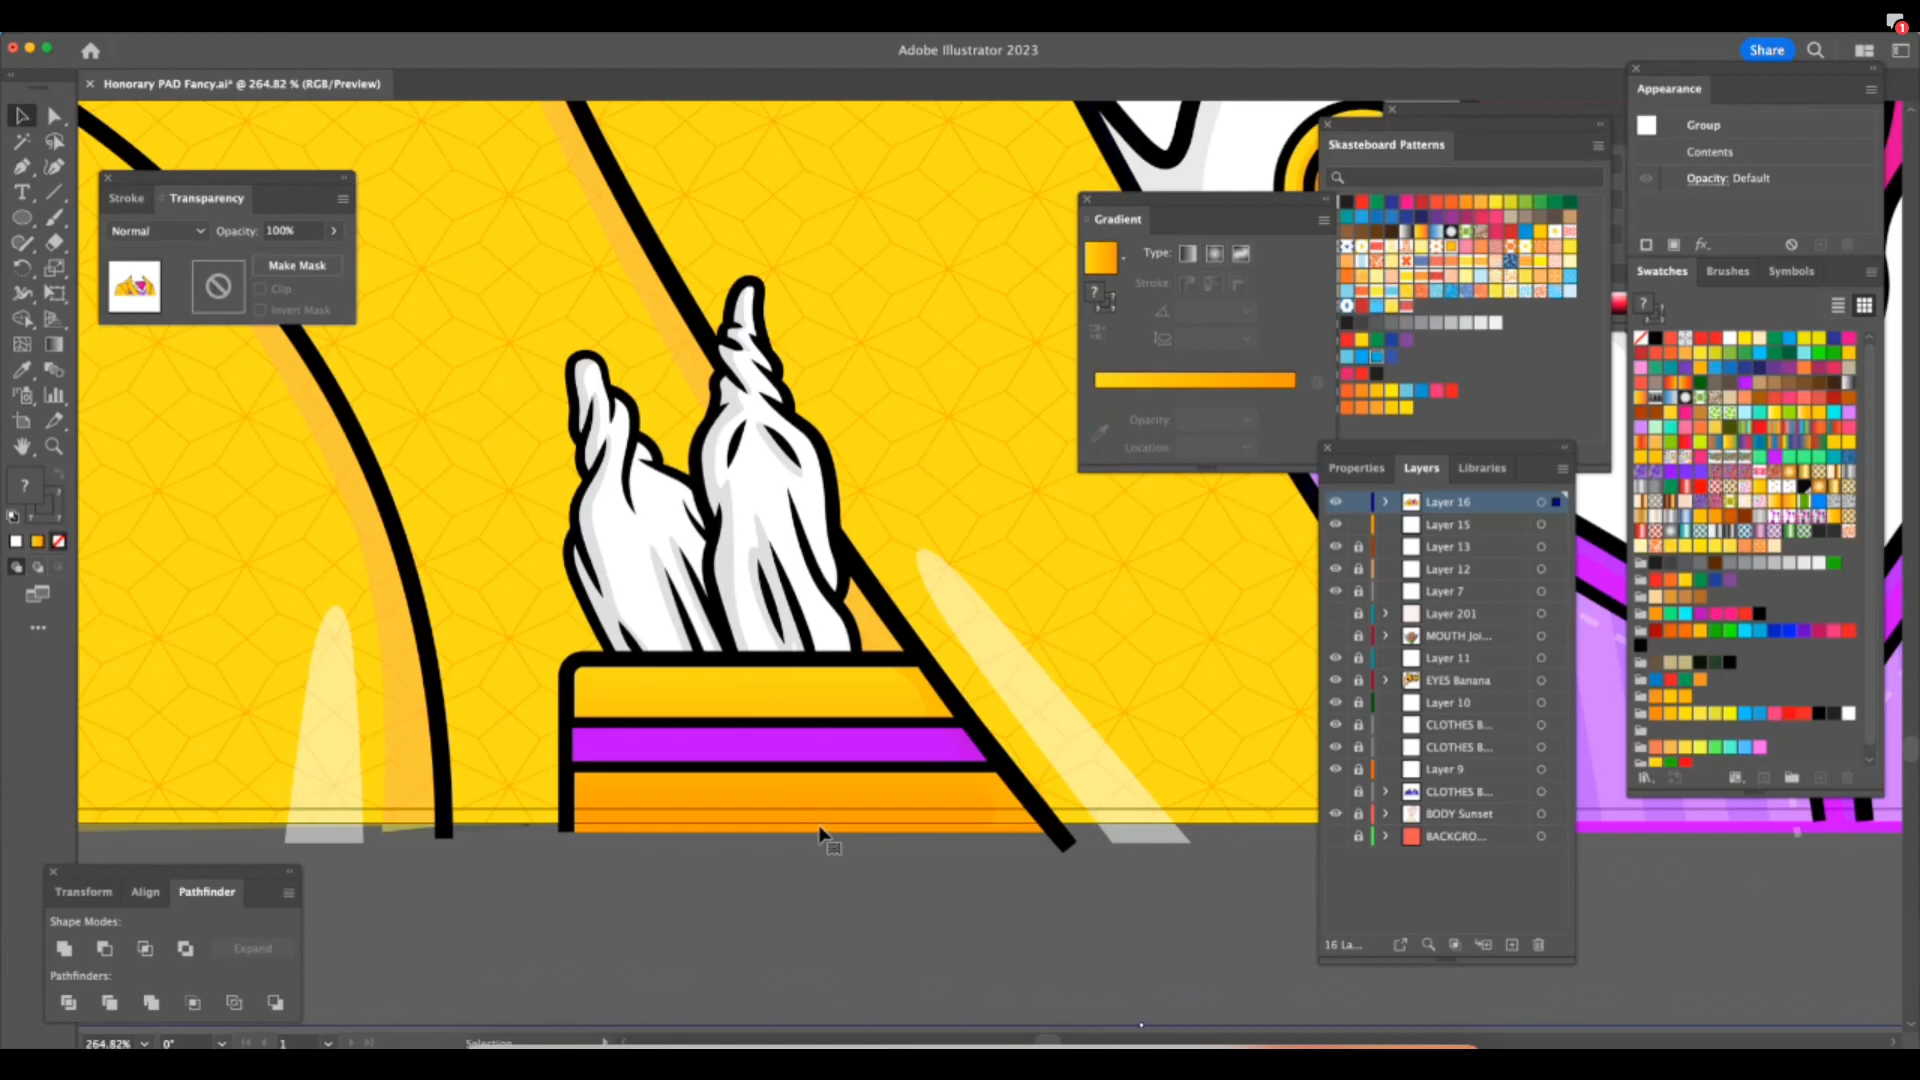 1
Adobe Illustrator 2023
Share
Honorary PAD Fancy.ai* @ 264.82 % (RGB/Preview)
Stroke
Transparency
Normal
Opacity:
100%
Make Mask
Clip
Invert Mask
Gradient
Type:
Stroke:
Opacity:
Location:
Skasteboard Patterns
Appearance
Group
Contents
Opacity: Default
fx
Swatches
Brushes
Symbols
Properties
Layers
Libraries
Layer 16
Layer 15
Layer 13
Layer 12
Layer 7
Layer 201
MOUTH Joi...
Layer 11
EYES Banana
Layer 10
CLOTHES B...
CLOTHES B...
Layer 9
CLOTHES B...
BODY Sunset
BACKGRO...
16 La...
Transform
Align
Pathfinder
Shape Modes:
Expand
Pathfinders:
264.82%
0°
1
Selection